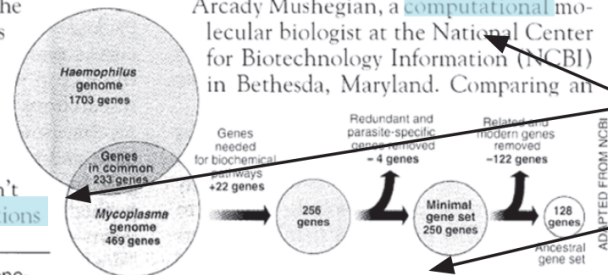 he
Arcady Mushegian, a computational mo-
lecular biologist at the National Center
for Biotechnology Information (NCBI)
in Bethesda, Maryland. Comparing an
s
n't
tions
Haemophilus
genome
1703 genes
Genes
in common
233 genes
Mycoplasma
genome
469 genes
Genes
needed
for biochemical
pathways
+22 genes
256
genes
Redundant and
parasite-specific
genes removed
– 4 genes
Minimal
gene set
250 genes
Related and
modern genes
removed
–122 genes
128
genes
Ancestral
gene set
ADAPTED FROM NCBI